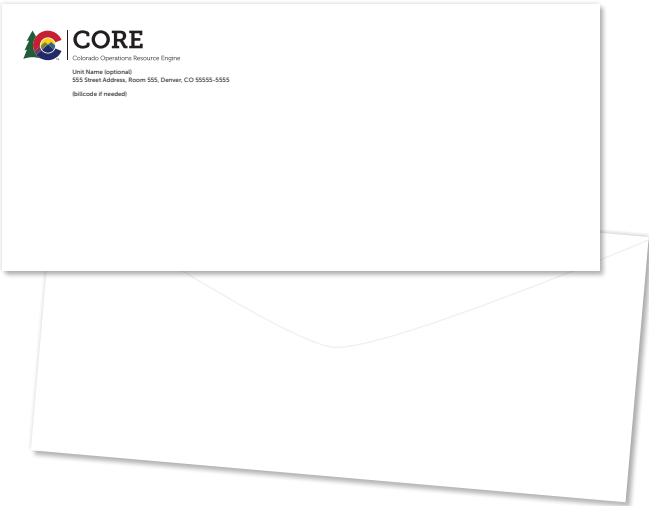 CORE
Colorado Operations Resource Engine
Unit Name (optional)
555 Street Address, Room 555, Denver, CO 55555-5555
(billcode if needed)